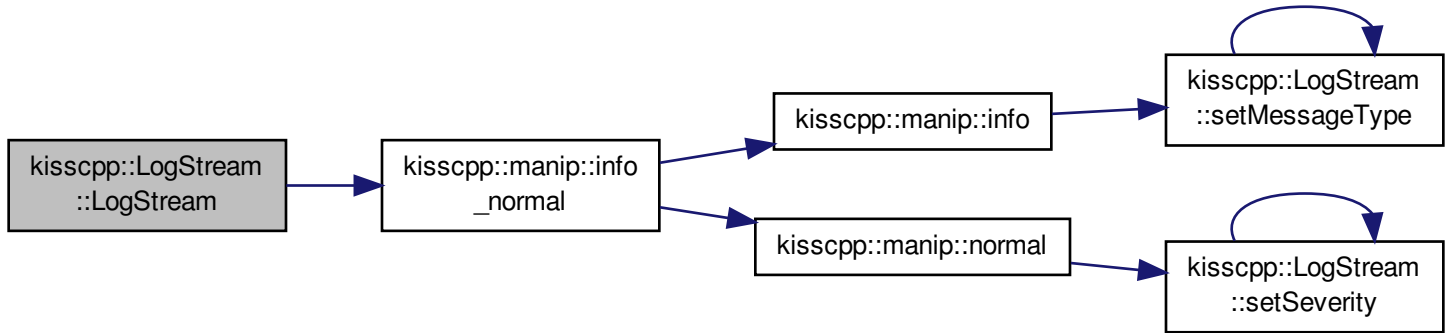 kisscpp::LogStream
::LogStream
kisscpp::manip::info
_normal
kisscpp::manip::info
kisscpp::LogStream
::setMessageType
kisscpp::manip::normal
kisscpp::LogStream
::setSeverity